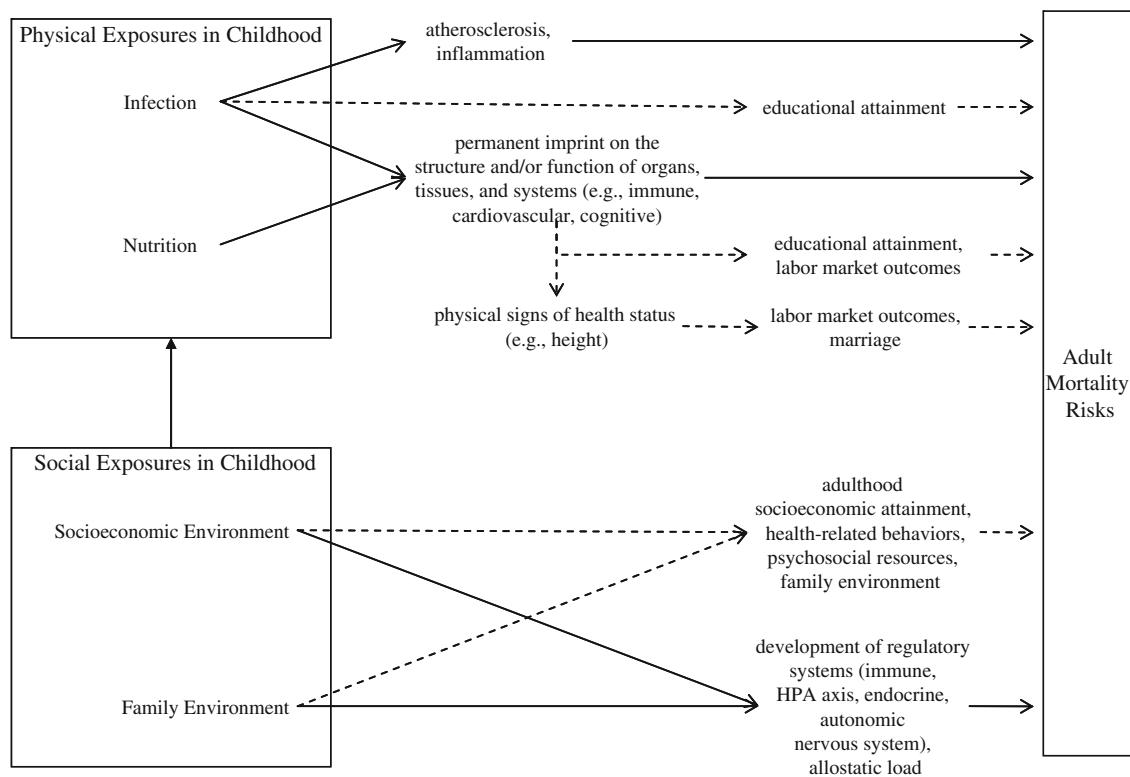 Physical Exposures in Childhood
Infection
Nutrition
atherosclerosis,
inflammation
educational attainment
permanent imprint on the
structure and/or function of organs,
tissues, and systems (e.g., immune,
cardiovascular, cognitive)
educational attainment,
labor market outcomes
physical signs of health status
(e.g., height)
labor market outcomes,
marriage
Adult
Mortality
Risks
Social Exposures in Childhood
Socioeconomic Environment
Family Environment
adulthood
socioeconomic attainment,
health-related behaviors,
psychosocial resources,
family environment
development of regulatory
systems (immune,
HPA axis, endocrine,
autonomic
nervous system),
allostatic load